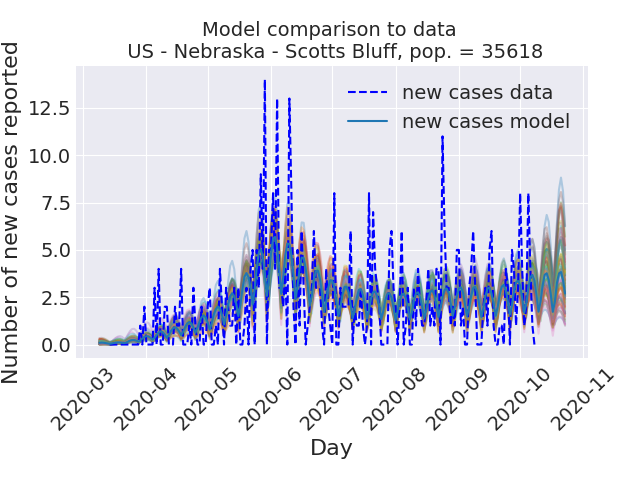 Model comparison to data
US - Nebraska - Scotts Bluff, pop. = 35618
Number of new cases reported
12.5
10.0
7.5
5.0
2.5
0.0
new cases data
new cases model
2020-03
2020-04
2020-05
2020-06
2020-07
2020-08
2020-09
2020-10
2020-11
Day